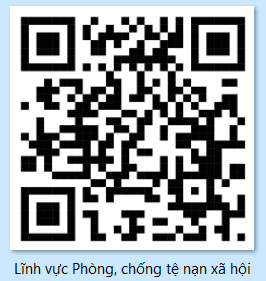 Lĩnh vực Phòng, chống tệ nạn xã hội